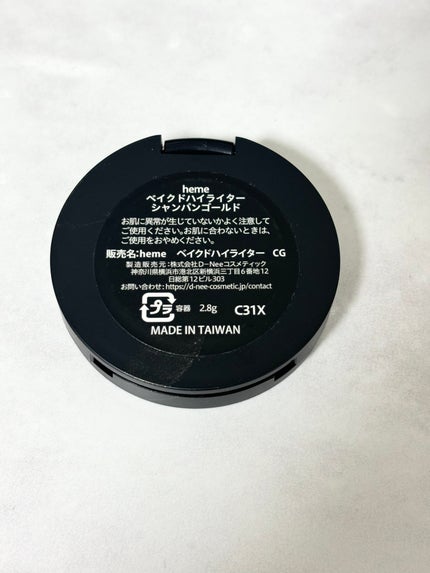 heme
ベイクドハイライター
シャンパンゴールド
お肌に異常が生じていないかよく注意して
ご使用ください。お肌に合わないときは、
ご使用をおやめください。
販売名:heme ベイクドハイライター CG
製造販売元:株式会社D-Neeコスメティック
神奈川県横浜市港北区新横浜三丁目6番地12
日総第12ビル303
お問い合わせ:https://d-nee-cosmetic.jp/contact
プラ 容器 2.8g C31X
MADE IN TAIWAN